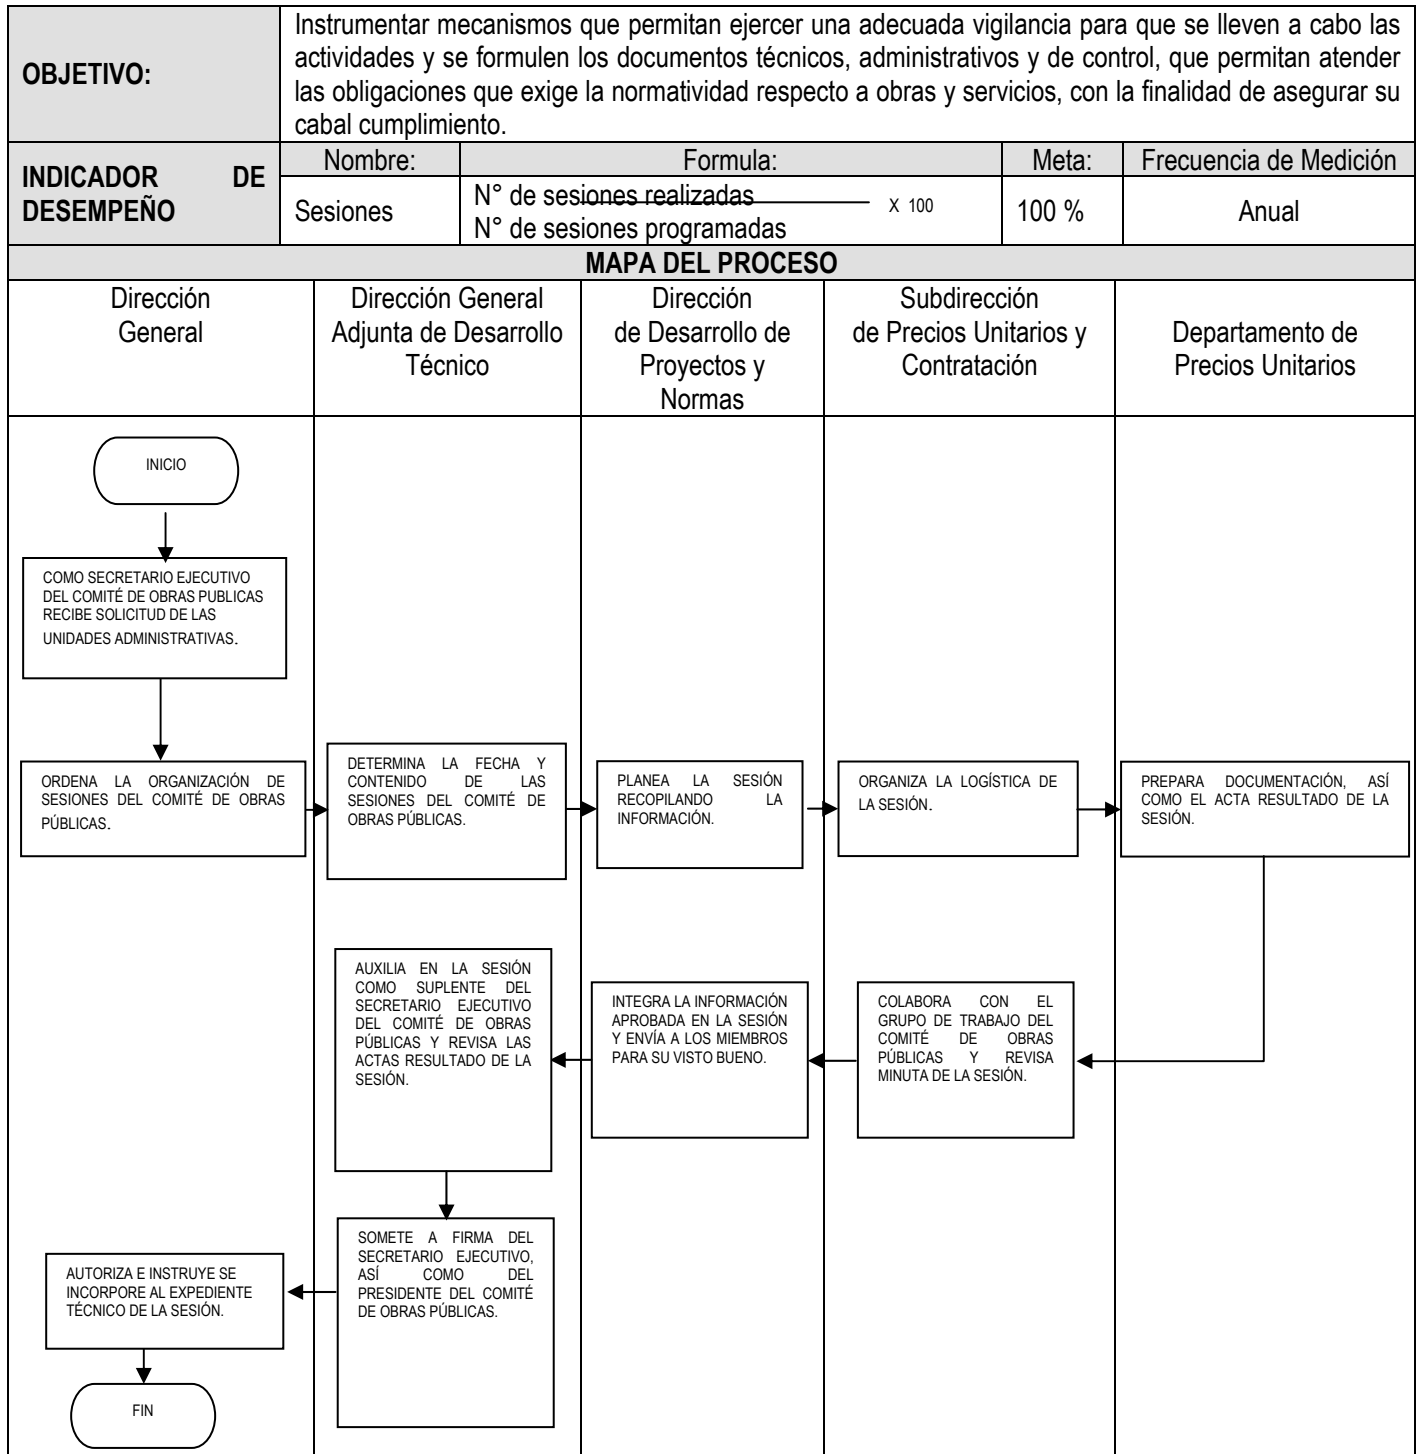 OBJETIVO:
Instrumentar mecanismos que permitan ejercer una adecuada vigilancia para que se lleven a cabo las
actividades y se formulen los documentos técnicos, administrativos y de control, que permitan atender
las obligaciones que exige la normatividad respecto a obras y servicios, con la finalidad de asegurar su
cabal cumplimiento.
INDICADOR DE
DESEMPEÑO
Nombre:
Formula:
Meta:
Frecuencia de Medición
Sesiones
N° de sesiones realizadas
X 100
N° de sesiones programadas
100 %
Anual
MAPA DEL PROCESO
Dirección
General
Dirección General
Adjunta de Desarrollo
Técnico
Dirección
de Desarrollo de
Proyectos y
Normas
Subdirección
de Precios Unitarios y
Contratación
Departamento de
Precios Unitarios
INICIO
COMO SECRETARIO EJECUTIVO
DEL COMITÉ DE OBRAS PUBLICAS
RECIBE SOLICITUD DE LAS
UNIDADES ADMINISTRATIVAS.
ORDENA LA ORGANIZACIÓN DE
SESIONES DEL COMITÉ DE OBRAS
PÚBLICAS.
DETERMINA LA FECHA Y
CONTENIDO DE LAS
SESIONES DEL COMITÉ DE
OBRAS PÚBLICAS.
PLANEA LA SESIÓN
RECOPILANDO LA
INFORMACIÓN.
ORGANIZA LA LOGÍSTICA DE
LA SESIÓN.
PREPARA DOCUMENTACIÓN, ASÍ
COMO EL ACTA RESULTADO DE LA
SESIÓN.
AUXILIA EN LA SESIÓN
COMO SUPLENTE DEL
SECRETARIO EJECUTIVO
DEL COMITÉ DE OBRAS
PÚBLICAS Y REVISA LAS
ACTAS RESULTADO DE LA
SESIÓN.
INTEGRA LA INFORMACIÓN
APROBADA EN LA SESIÓN
Y ENVÍA A LOS MIEMBROS
PARA SU VISTO BUENO.
COLABORA CON EL
GRUPO DE TRABAJO DEL
COMITÉ DE OBRAS
PÚBLICAS Y REVISA
MINUTA DE LA SESIÓN.
SOMETE A FIRMA DEL
SECRETARIO EJECUTIVO,
ASÍ COMO DEL
PRESIDENTE DEL COMITÉ
DE OBRAS PÚBLICAS.
AUTORIZA E INSTRUYE SE
INCORPORE AL EXPEDIENTE
TÉCNICO DE LA SESIÓN.
FIN